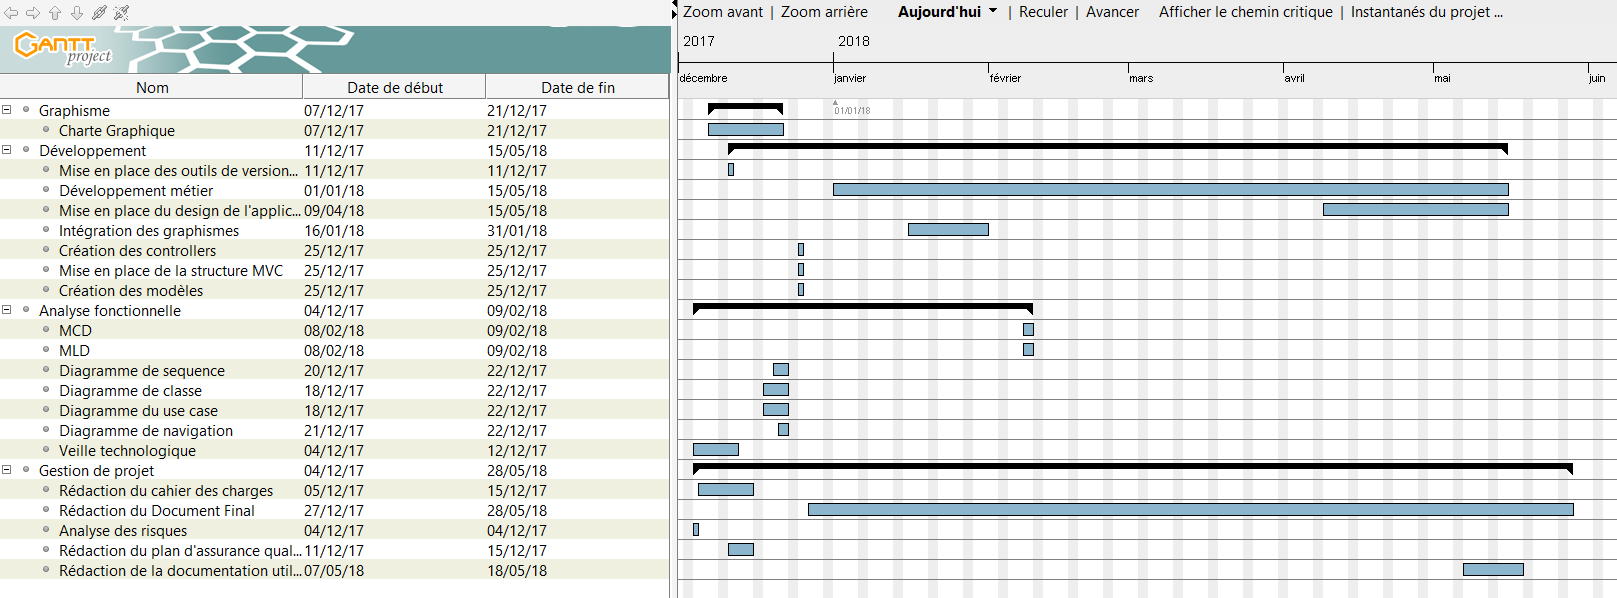 Zoom avant | Zoom arrière Aujourd'hui | Reculer | Avancer Afficher le chemin critique | Instantanés du projet ...
GANTT project
2017 2018
décembre janvier février mars avril mai juin
Nom Date de début Date de fin
01/01/18
Graphisme 07/12/17 21/12/17
Charte Graphique 07/12/17 21/12/17
Développement 11/12/17 15/05/18
Mise en place des outils de version... 11/12/17 11/12/17
Développement métier 01/01/18 15/05/18
Mise en place du design de l'applic... 09/04/18 15/05/18
Intégration des graphismes 16/01/18 31/01/18
Création des controllers 25/12/17 25/12/17
Mise en place de la structure MVC 25/12/17 25/12/17
Création des modèles 25/12/17 25/12/17
Analyse fonctionnelle 04/12/17 09/02/18
MCD 08/02/18 09/02/18
MLD 08/02/18 09/02/18
Diagramme de sequence 20/12/17 22/12/17
Diagramme de classe 18/12/17 22/12/17
Diagramme du use case 18/12/17 22/12/17
Diagramme de navigation 21/12/17 22/12/17
Veille technologique 04/12/17 12/12/17
Gestion de projet 04/12/17 28/05/18
Rédaction du cahier des charges 05/12/17 15/12/17
Rédaction du Document Final 27/12/17 28/05/18
Analyse des risques 04/12/17 04/12/17
Rédaction du plan d'assurance qual... 11/12/17 15/12/17
Rédaction de la documentation util... 07/05/18 18/05/18